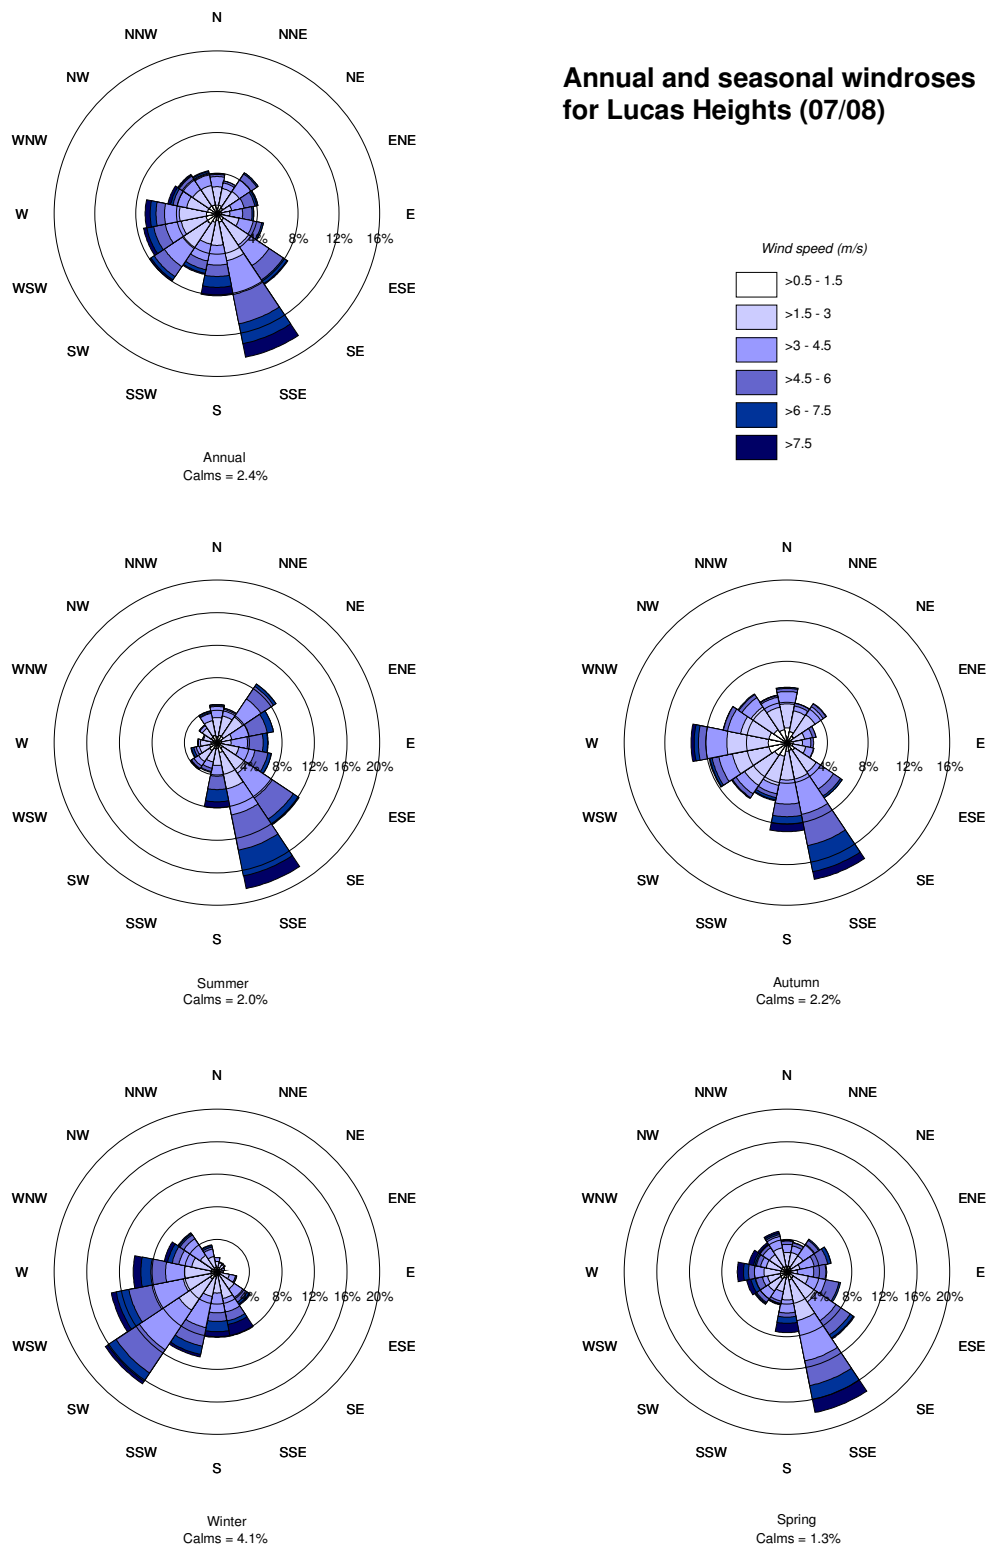 N
NNW NNE
NW NE
WNW ENE
W E
4% 8% 12% 16%
WSW ESE
SW SE
SSW SSE
S
Annual
Calms = 2.4%
Annual and seasonal windroses
for Lucas Heights (07/08)
Wind speed (m/s)
>0.5 - 1.5
>1.5 - 3
>3 - 4.5
>4.5 - 6
>6 - 7.5
>7.5
N
NNW NNE
NW NE
WNW ENE
W E
4% 8% 12% 16% 20%
WSW ESE
SW SE
SSW SSE
S
Summer
Calms = 2.0%
N
NNW NNE
NW NE
WNW ENE
W E
4% 8% 12% 16%
WSW ESE
SW SE
SSW SSE
S
Autumn
Calms = 2.2%
N
NNW NNE
NW NE
WNW ENE
W E
4% 8% 12% 16% 20%
WSW ESE
SW SE
SSW SSE
S
Winter
Calms = 4.1%
N
NNW NNE
NW NE
WNW ENE
W E
4% 8% 12% 16% 20%
WSW ESE
SW SE
SSW SSE
S
Spring
Calms = 1.3%